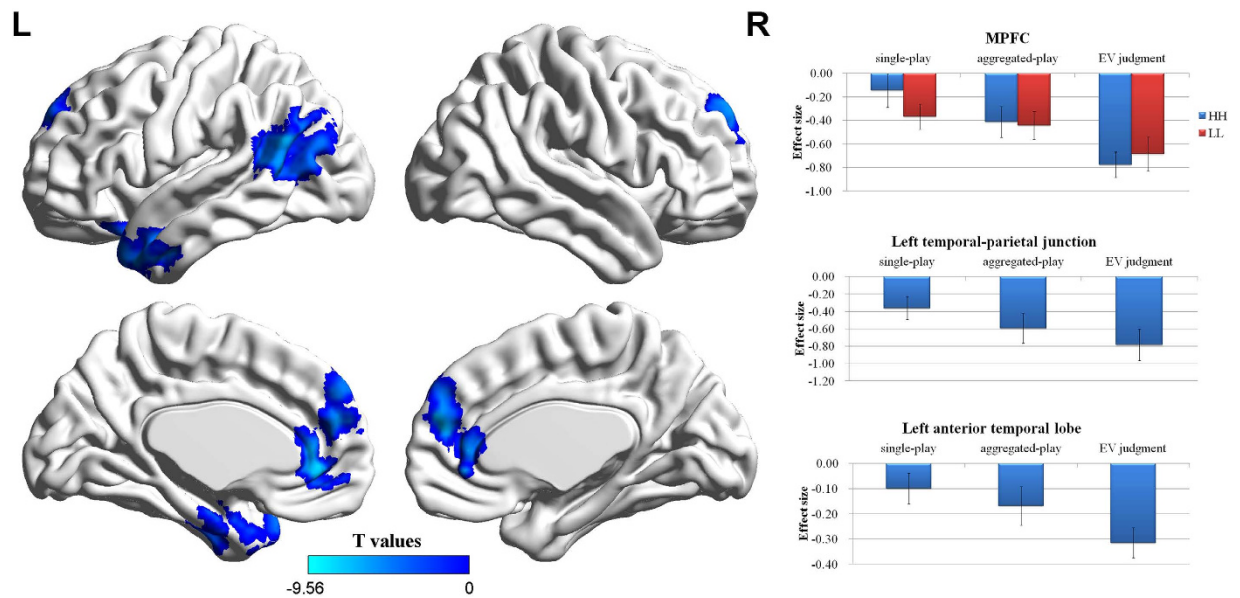 L
R
T values
-9.56 0
MPFC
single-play aggregated-play EV judgment
0.00
-0.20
-0.40
-0.60
-0.80
-1.00
Effect size
HH
LL
Left temporal-parietal junction
single-play aggregated-play EV judgment
0.00
-0.20
-0.40
-0.60
-0.80
-1.00
-1.20
Effect size
Left anterior temporal lobe
single-play aggregated-play EV judgment
0.00
-0.10
-0.20
-0.30
-0.40
Effect size